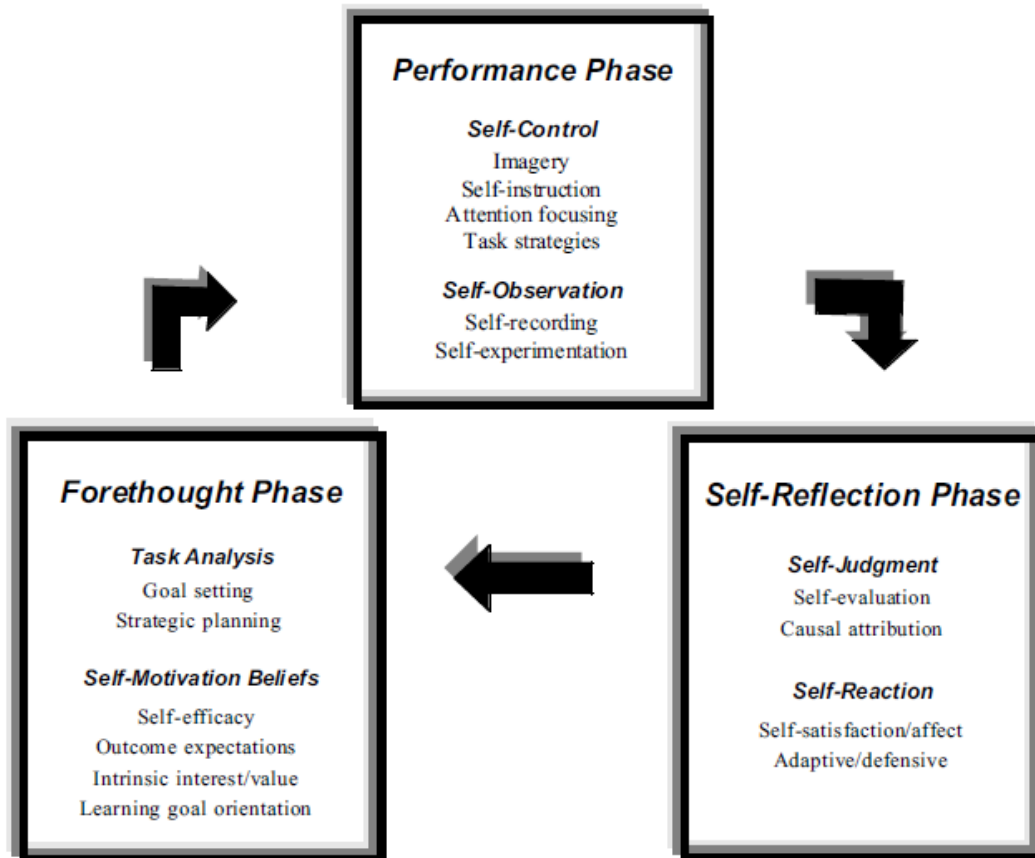 Performance Phase
Self-Control
Imagery
Self-instruction
Attention focusing
Task strategies
Self-Observation
Self-recording
Self-experimentation
Forethought Phase
Task Analysis
Goal setting
Strategic planning
Self-Motivation Beliefs
Self-efficacy
Outcome expectations
Intrinsic interest/value
Learning goal orientation
Self-Reflection Phase
Self-Judgment
Self-evaluation
Causal attribution
Self-Reaction
Self-satisfaction/affect
Adaptive/defensive